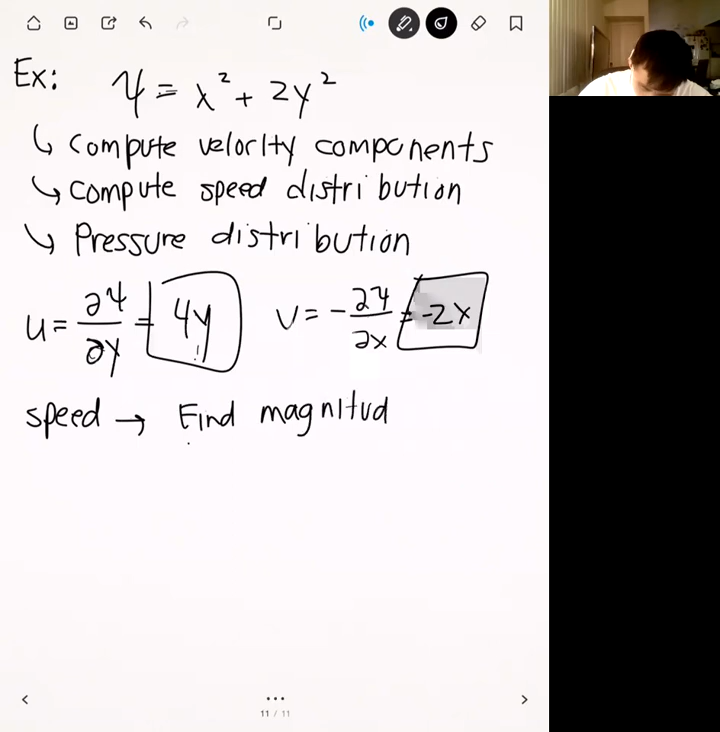 Ex: ψ = x² + 2y²
↳ Compute velocity components
↳ Compute speed distribution
↳ Pressure distribution
u = ∂ψ/∂y = 4y v = -∂ψ/∂x = -2x
speed → Find magnitud
11 / 11